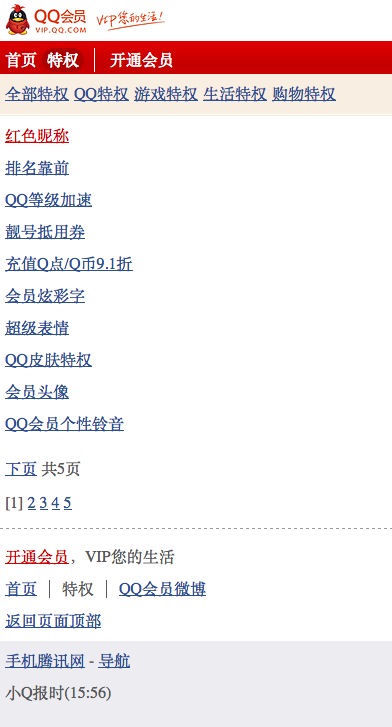 QQ会员 VIP您的生活!
VIP.QQ.COM
首页 特权 开通会员
全部特权 QQ特权 游戏特权 生活特权 购物特权
红色昵称
排名靠前
QQ等级加速
靓号抵用券
充值Q点/Q币9.1折
会员炫彩字
超级表情
QQ皮肤特权
会员头像
QQ会员个性铃音
下页 共5页
[1] 2 3 4 5
开通会员，VIP您的生活
首页 | 特权 | QQ会员微博
返回页面顶部
手机腾讯网 - 导航
小Q报时(15:56)